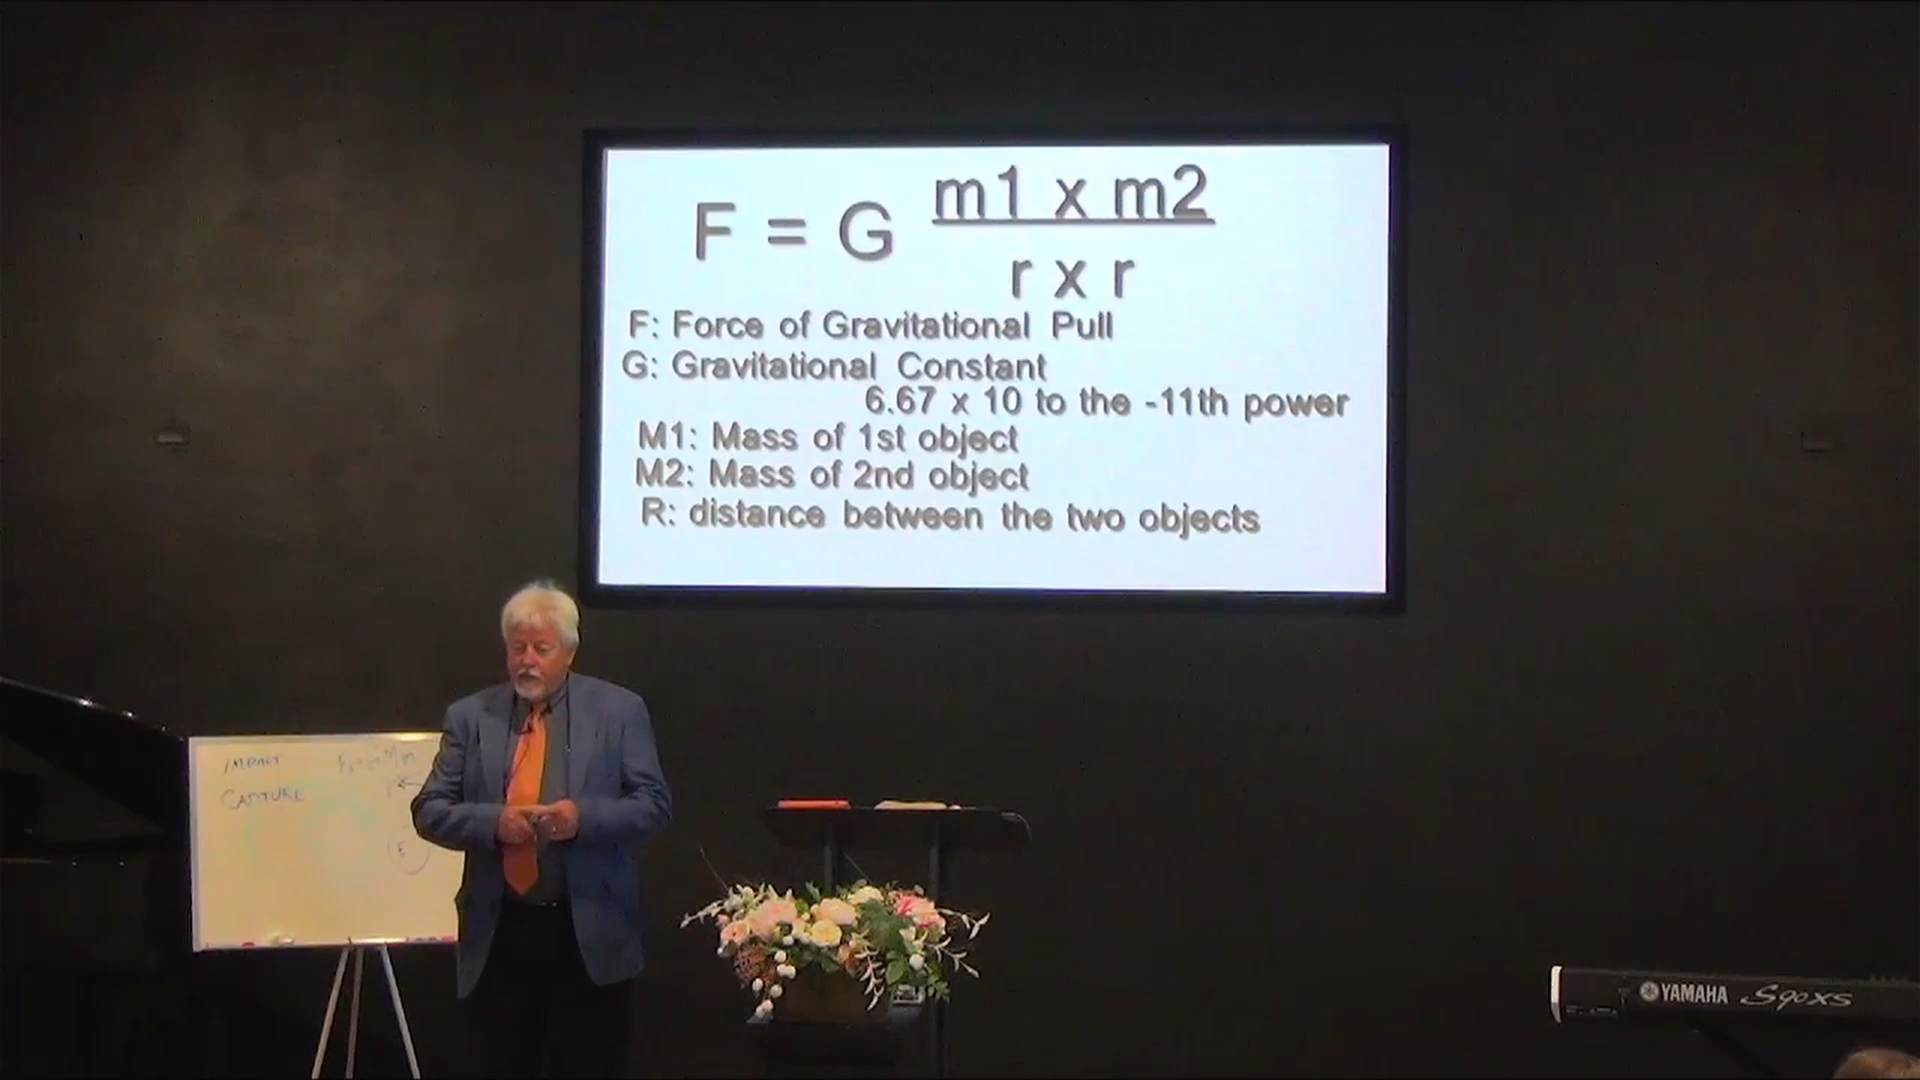 m1 x m2
F = G
r x r
F: Force of Gravitational Pull
G: Gravitational Constant
6.67 x 10 to the -11th power
M1: Mass of 1st object
M2: Mass of 2nd object
R: distance between the two objects
IMPACT
CAPTURE
E
YAMAHA S90XS